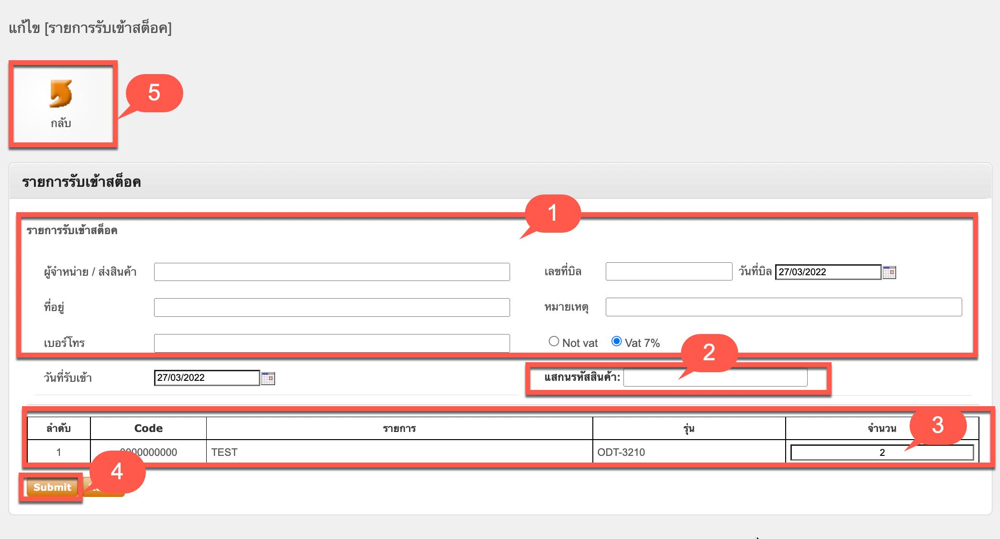 แก้ไข [รายการรับเข้าสต็อค]
5
กลับ
รายการรับเข้าสต็อค
1
รายการรับเข้าสต็อค
ผู้จำหน่าย / ส่งสินค้า
เลขที่บิล วันที่บิล 27/03/2022
ที่อยู่
หมายเหตุ
เบอร์โทร
Not vat Vat 7%
2
วันที่รับเข้า 27/03/2022
แสกนรหัสสินค้า:
3
ลำดับ Code รายการ รุ่น จำนวน
1 0000000000 TEST ODT-3210 2
4
Submit